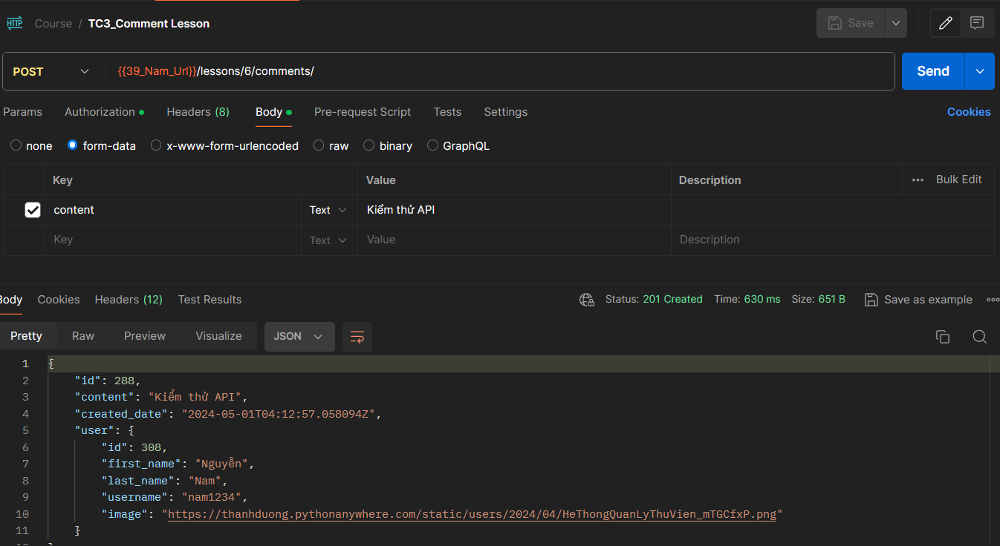 HTTP Course / TC3_Comment Lesson Save
POST {{39_Nam_Url}}/lessons/6/comments/ Send
Params Authorization Headers (8) Body Pre-request Script Tests Settings Cookies
none form-data x-www-form-urlencoded raw binary GraphQL
Key Value Description Bulk Edit
content Text Kiểm thử API
Key Text Value Description
Body Cookies Headers (12) Test Results Status: 201 Created Time: 630 ms Size: 651 B Save as example
Pretty Raw Preview Visualize JSON
1 {
2 "id": 288,
3 "content": "Kiểm thử API",
4 "created_date": "2024-05-01T04:12:57.058094Z",
5 "user": {
6 "id": 308,
7 "first_name": "Nguyễn",
8 "last_name": "Nam",
9 "username": "nam1234",
10 "image": "https://thanhduong.pythonanywhere.com/static/users/2024/04/HeThongQuanLyThuVien_mTGCfxP.png"
11 }